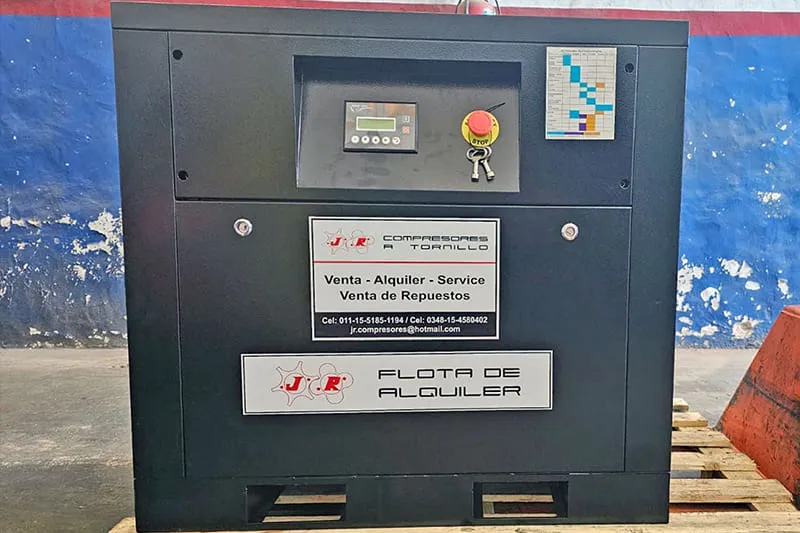 STOP
J.R.
COMPRESORES
A TORNILLO
Venta - Alquiler - Service
Venta de Repuestos
Cel: 011-15-5185-1194 / Cel: 0348-15-4580402
jr.compresores@hotmail.com
J.R.
FLOTA DE
ALQUILER